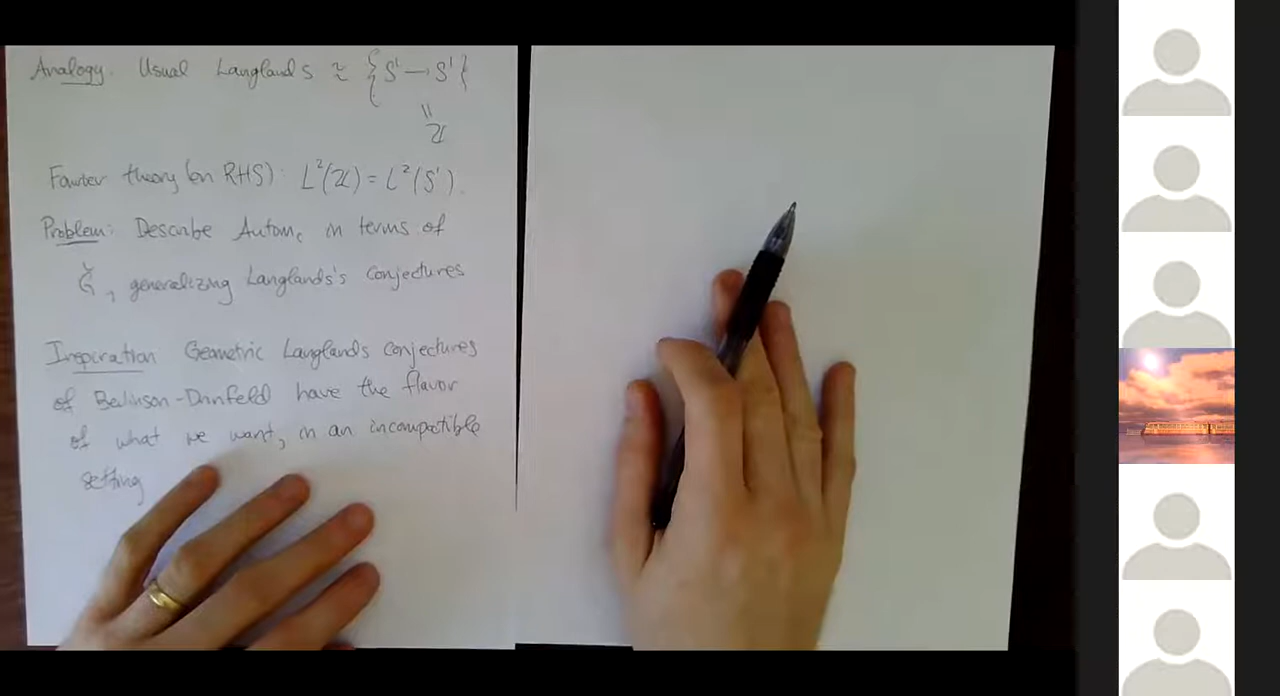 Analogy. Usual Langlands ≈ { S¹ → S¹ }
=
ℤ
Fourier theory (on RHS): L²(ℤ) = L²(S¹).
Problem: Describe Autom_c in terms of
Ǧ, generalizing Langlands's conjectures
Inspiration Geometric Langlands conjectures
of Beilinson-Drinfeld have the flavor
of what we want, in an incompatible
setting